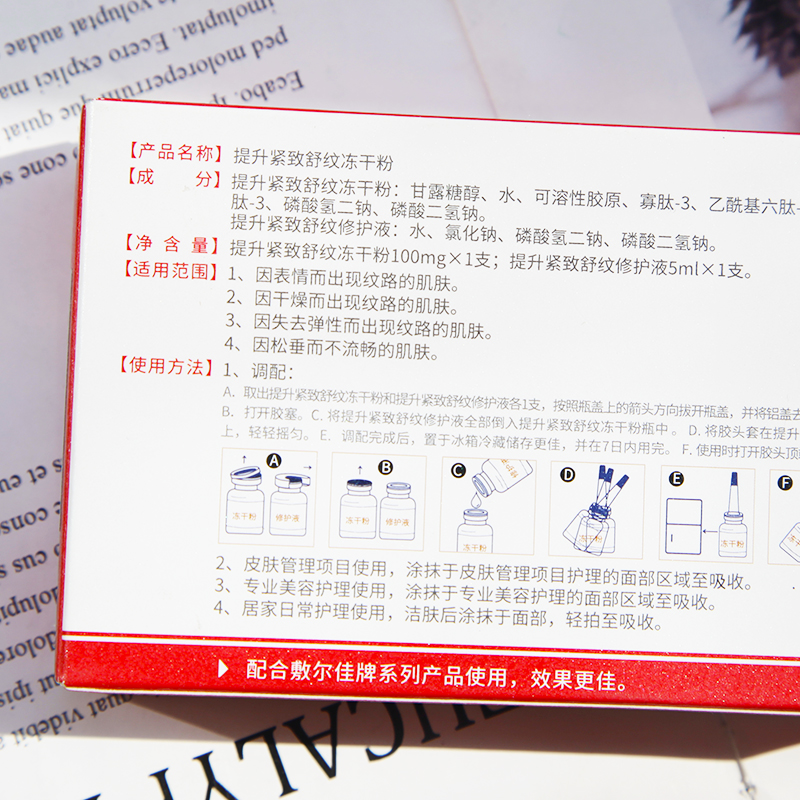 【产品名称】提升紧致舒纹冻干粉
【成 分】提升紧致舒纹冻干粉：甘露糖醇、水、可溶性胶原、寡肽-3、乙酰基六肽-
肽-3、磷酸氢二钠、磷酸二氢钠。
提升紧致舒纹修护液：水、氯化钠、磷酸氢二钠、磷酸二氢钠。
【净 含 量】提升紧致舒纹冻干粉100mg×1支；提升紧致舒纹修护液5ml×1支。
【适用范围】1、因表情而出现纹路的肌肤。
2、因干燥而出现纹路的肌肤。
3、因失去弹性而出现纹路的肌肤。
4、因松垂而不流畅的肌肤。
【使用方法】1、调配：
A. 取出提升紧致舒纹冻干粉和提升紧致舒纹修护液各1支，按照瓶盖上的箭头方向拔开瓶盖，并将铝盖去
B. 打开胶塞。C. 将提升紧致舒纹修护液全部倒入提升紧致舒纹冻干粉瓶中。 D. 将胶头套在提升
上，轻轻摇匀。 E. 调配完成后，置于冰箱冷藏储存更佳，并在7日内用完。 F. 使用时打开胶头顶
A B C D E F
冻干粉 修护液 冻干粉 修护液 修护液 冻干粉 冻干粉 冻干粉 冻干
2、皮肤管理项目使用，涂抹于皮肤管理项目护理的面部区域至吸收。
3、专业美容护理使用，涂抹于专业美容护理的面部区域至吸收。
4、居家日常护理使用，洁肤后涂抹于面部，轻拍至吸收。
配合敷尔佳牌系列产品使用，效果更佳。